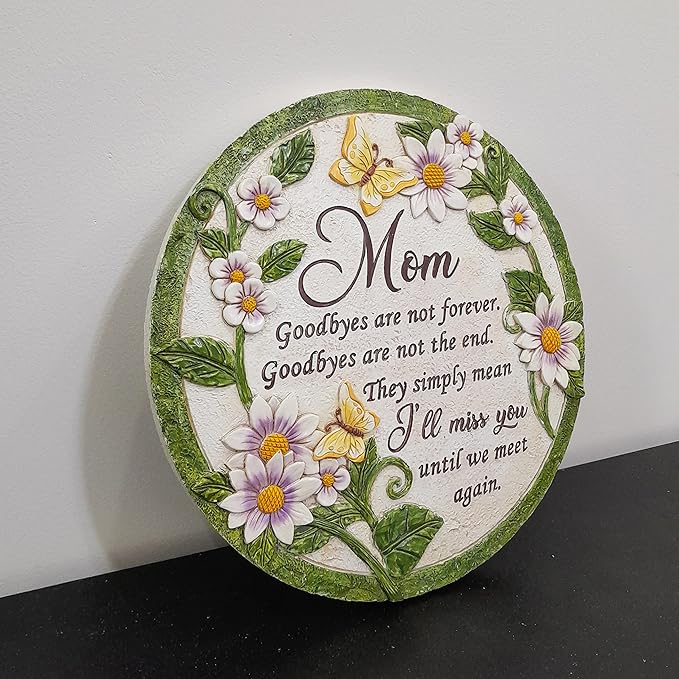 Mom
Goodbyes are not forever.
Goodbyes are not the end.
They simply mean
I'll miss you
until we meet
again.